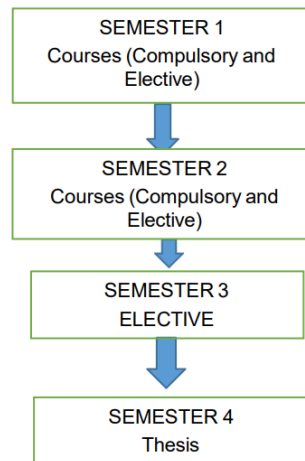 SEMESTER 1
Courses (Compulsory and
Elective)
SEMESTER 2
Courses (Compulsory and
Elective)
SEMESTER 3
ELECTIVE
SEMESTER 4
Thesis